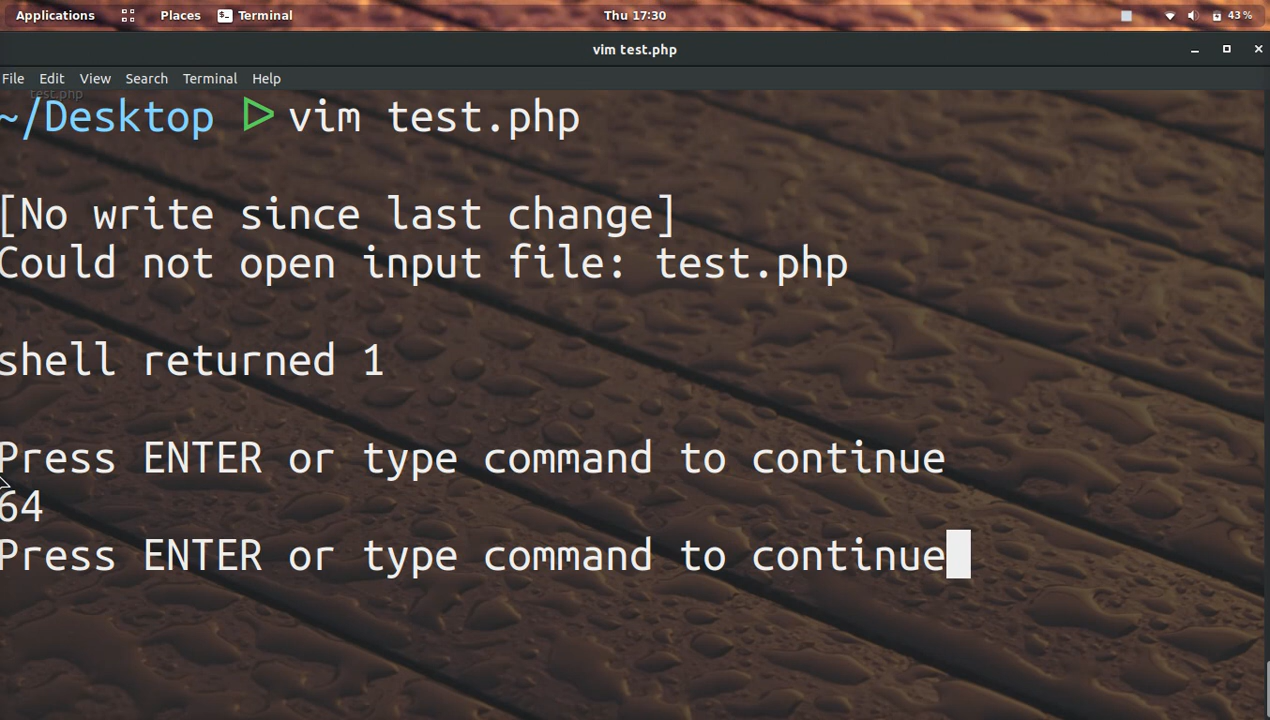 Applications Places Terminal Thu 17:30 43 %
vim test.php
File Edit View Search Terminal Help
test.php
~/Desktop ▷ vim test.php
[No write since last change]
Could not open input file: test.php
shell returned 1
Press ENTER or type command to continue
64
Press ENTER or type command to continue